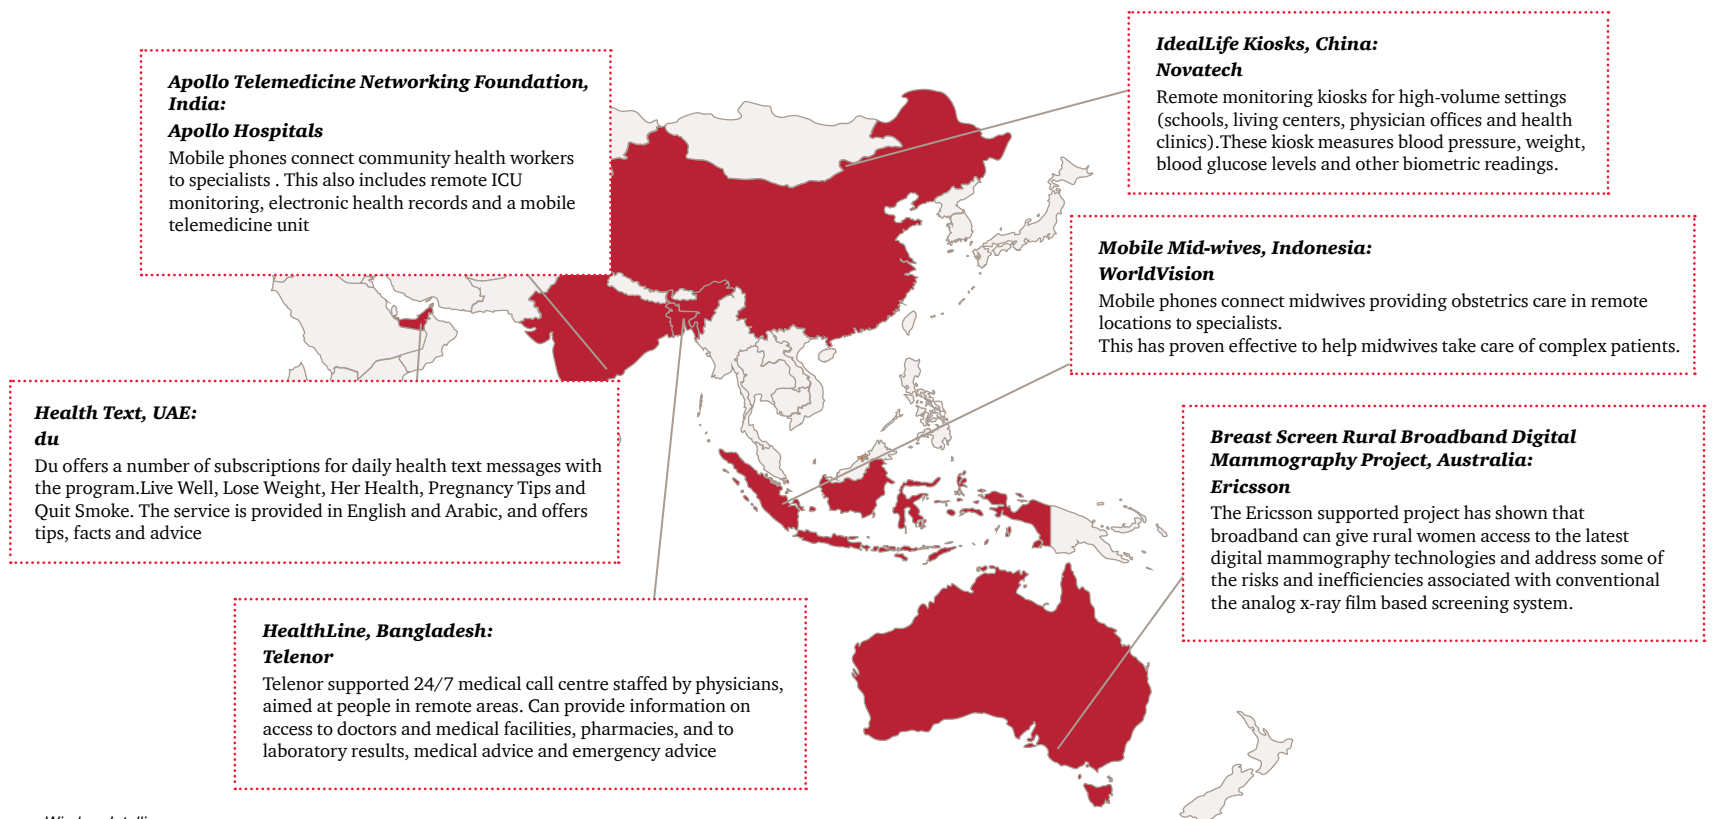 Apollo Telemedicine Networking Foundation,
India:
Apollo Hospitals
Mobile phones connect community health workers
to specialists . This also includes remote ICU
monitoring, electronic health records and a mobile
telemedicine unit
IdealLife Kiosks, China:
Novatech
Remote monitoring kiosks for high-volume settings
(schools, living centers, physician offices and health
clinics).These kiosk measures blood pressure, weight,
blood glucose levels and other biometric readings.
Mobile Mid-wives, Indonesia:
WorldVision
Mobile phones connect midwives providing obstetrics care in remote
locations to specialists.
This has proven effective to help midwives take care of complex patients.
Health Text, UAE:
du
Du offers a number of subscriptions for daily health text messages with
the program.Live Well, Lose Weight, Her Health, Pregnancy Tips and
Quit Smoke. The service is provided in English and Arabic, and offers
tips, facts and advice
Breast Screen Rural Broadband Digital
Mammography Project, Australia:
Ericsson
The Ericsson supported project has shown that
broadband can give rural women access to the latest
digital mammography technologies and address some of
the risks and inefficiencies associated with conventional
the analog x-ray film based screening system.
HealthLine, Bangladesh:
Telenor
Telenor supported 24/7 medical call centre staffed by physicians,
aimed at people in remote areas. Can provide information on
access to doctors and medical facilities, pharmacies, and to
laboratory results, medical advice and emergency advice